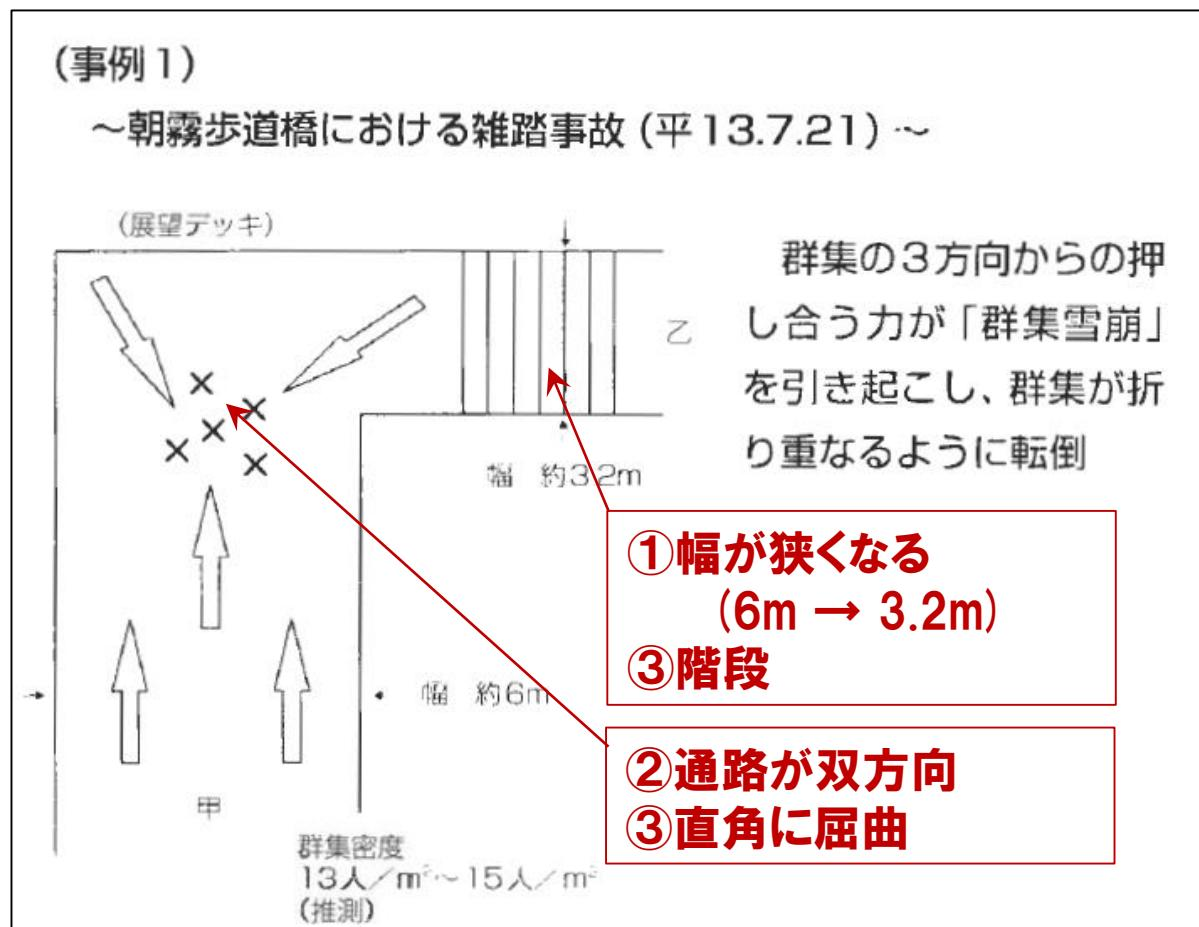 (事例1)
~朝霧歩道橋における雑踏事故 (平13.7.21) ~
(展望デッキ)
群集の3方向からの押
し合う力が「群集雪崩」
を引き起こし、群集が折
り重なるように転倒
乙
幅 約3.2m
①幅が狭くなる
(6m → 3.2m)
③階段
幅 約6m
②通路が双方向
③直角に屈曲
甲
群集密度
13人/m²~15人/m²
(推測)